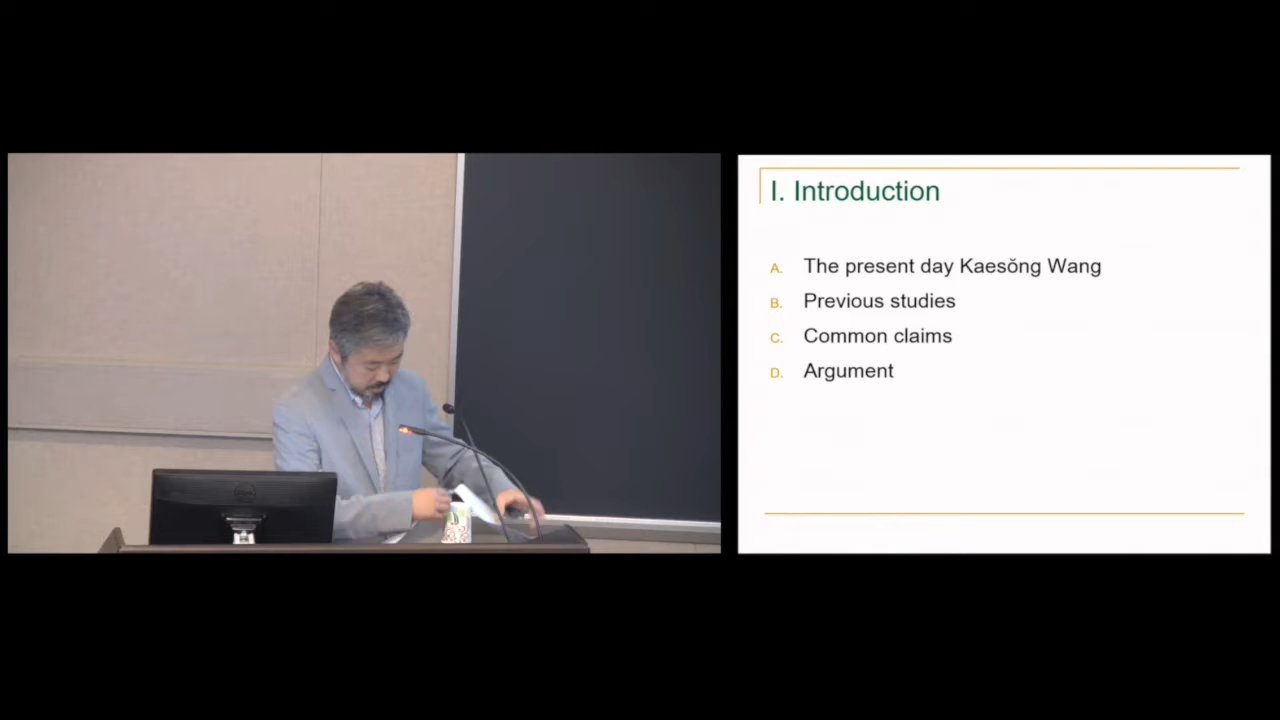 I. Introduction
A. The present day Kaesŏng Wang
B. Previous studies
C. Common claims
D. Argument